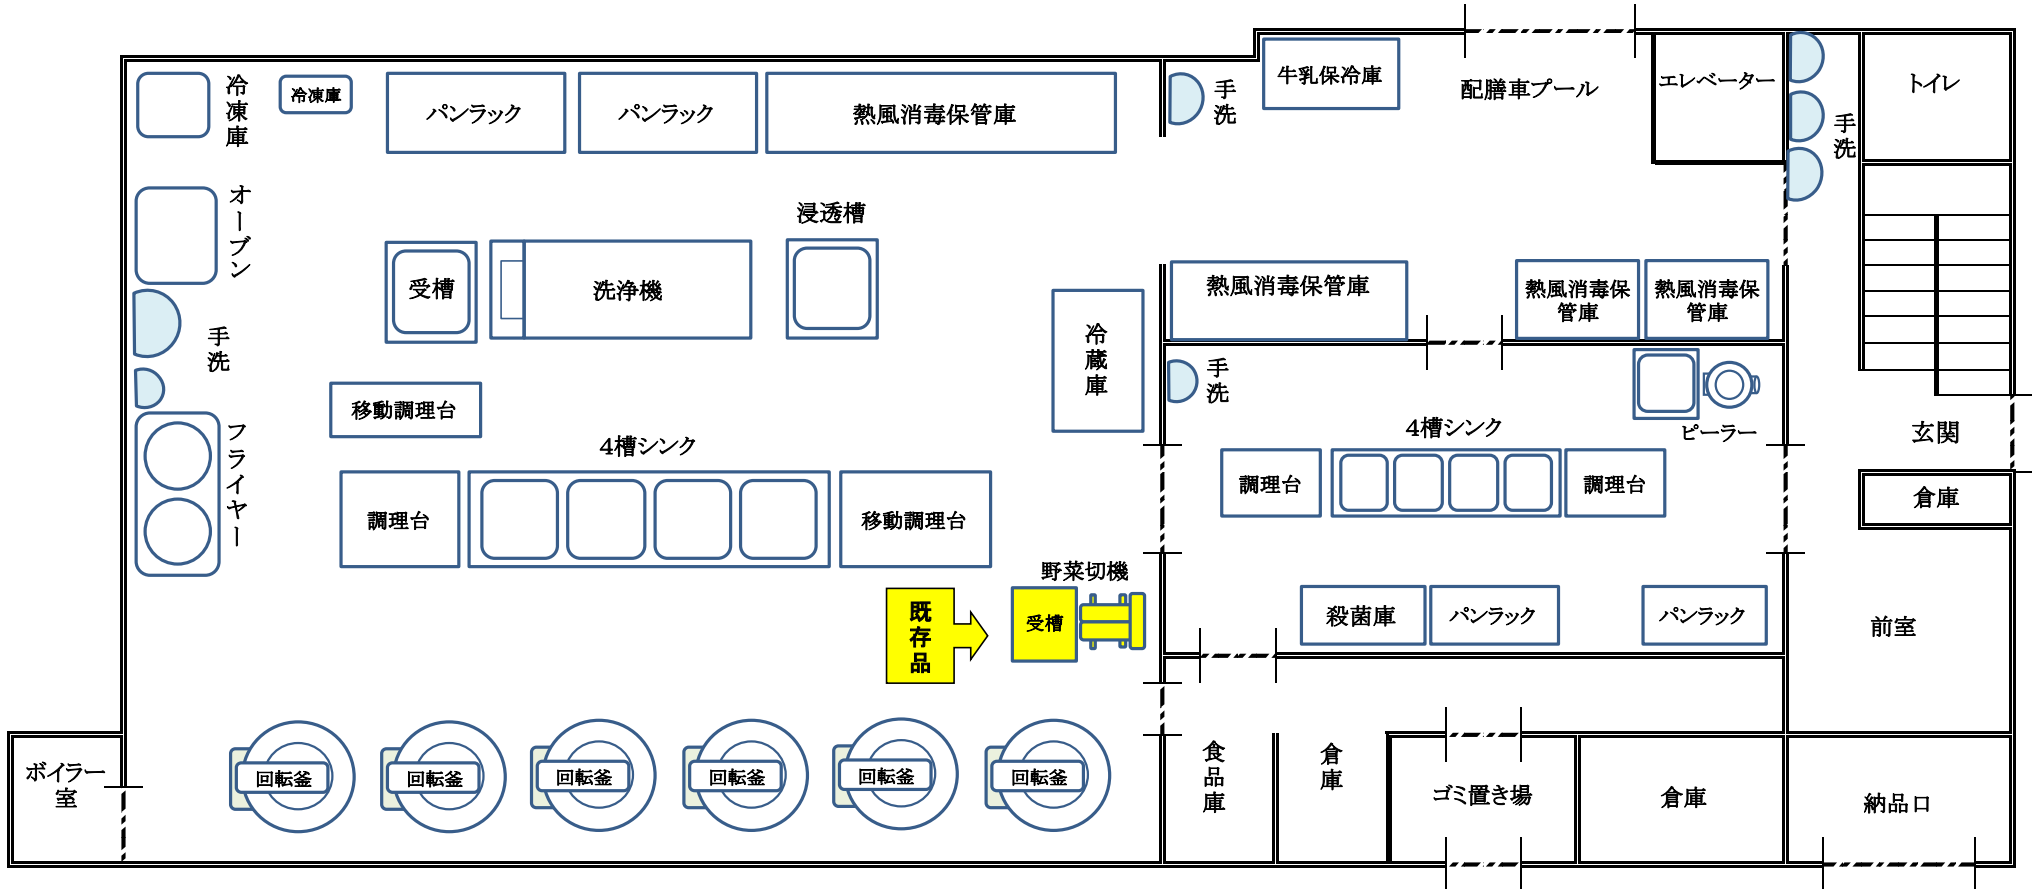 冷凍庫
冷凍庫
パンラック
パンラック
熱風消毒保管庫
手洗
牛乳保冷庫
配膳車プール
エレベーター
手洗
トイレ
オーブン
手洗
受槽
洗浄機
浸透槽
冷蔵庫
熱風消毒保管庫
熱風消毒保
管庫
熱風消毒保
管庫
移動調理台
4槽シンク
フライヤー
調理台
移動調理台
手洗
4槽シンク
ピーラー
調理台
調理台
玄関
倉庫
既存品
野菜切機
受槽
殺菌庫
パンラック
パンラック
前室
ボイラー
室
回転釜
回転釜
回転釜
回転釜
回転釜
回転釜
食品庫
倉庫
ゴミ置き場
倉庫
納品口